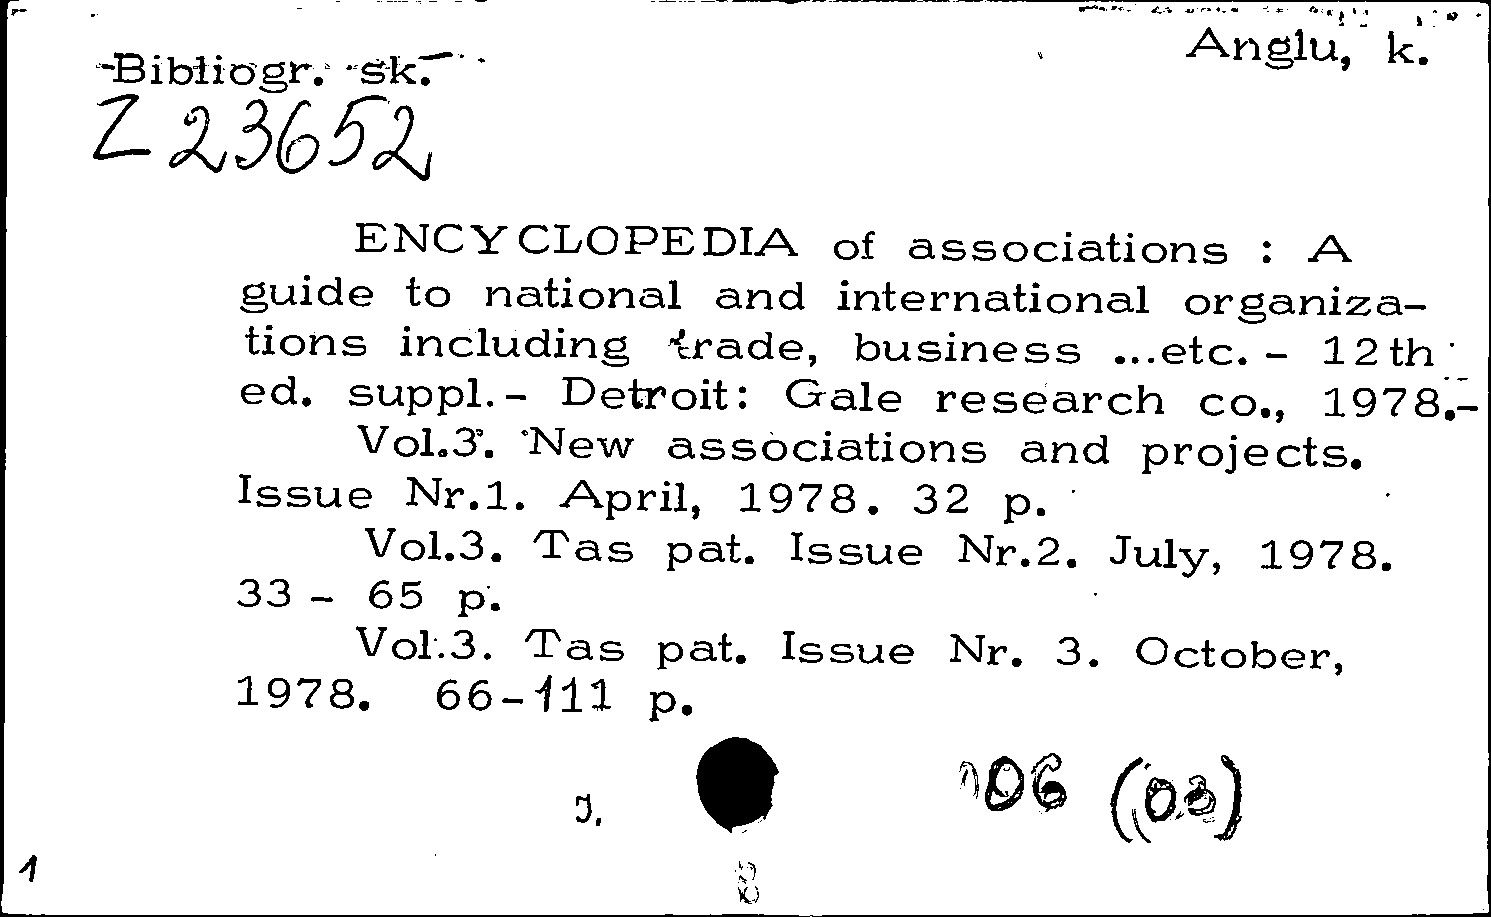 Anglu, k.
Bibliogr. sk.
Z 23652
ENCYCLOPEDIA of associations : A
guide to national and international organiza-
tions including trade, business ...etc. - 12th
ed. suppl. - Detroit: Gale research co., 1978.-
Vol.3. New associations and projects.
Issue Nr.1. April, 1978. 32 p.
Vol.3. Tas pat. Issue Nr.2. July, 1978.
33 - 65 p.
Vol.3. Tas pat. Issue Nr. 3. October,
1978. 66-111 p.
06 (03)
1